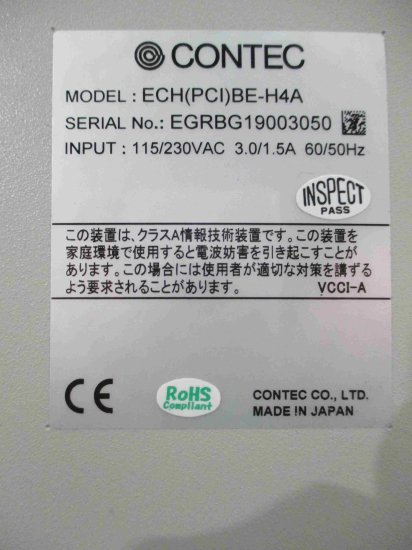 CONTEC
MODEL : ECH(PCI)BE-H4A
SERIAL No.: EGRBG19003050
INPUT : 115/230VAC 3.0/1.5A 60/50Hz
INSPECT
PASS
この装置は、クラスA情報技術装置です。この装置を
家庭環境で使用すると電波妨害を引き起こすことが
あります。この場合には使用者が適切な対策を講ずる
よう要求されることがあります。 VCCI-A
CE
RoHS
Compliant
CONTEC CO., LTD.
MADE IN JAPAN